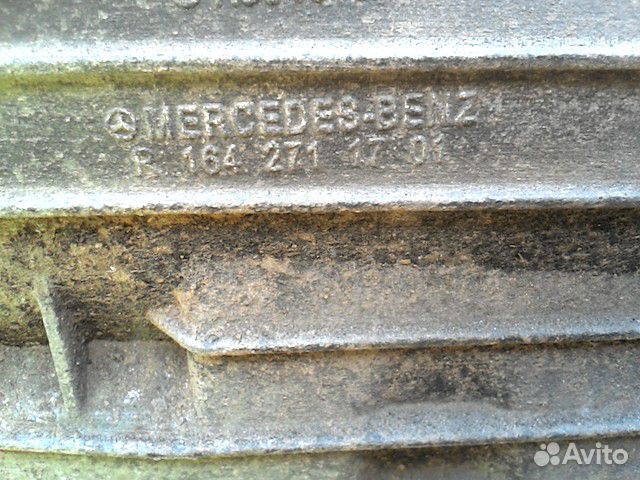 MERCEDES-BENZ
R 164 271 17 01
Avito